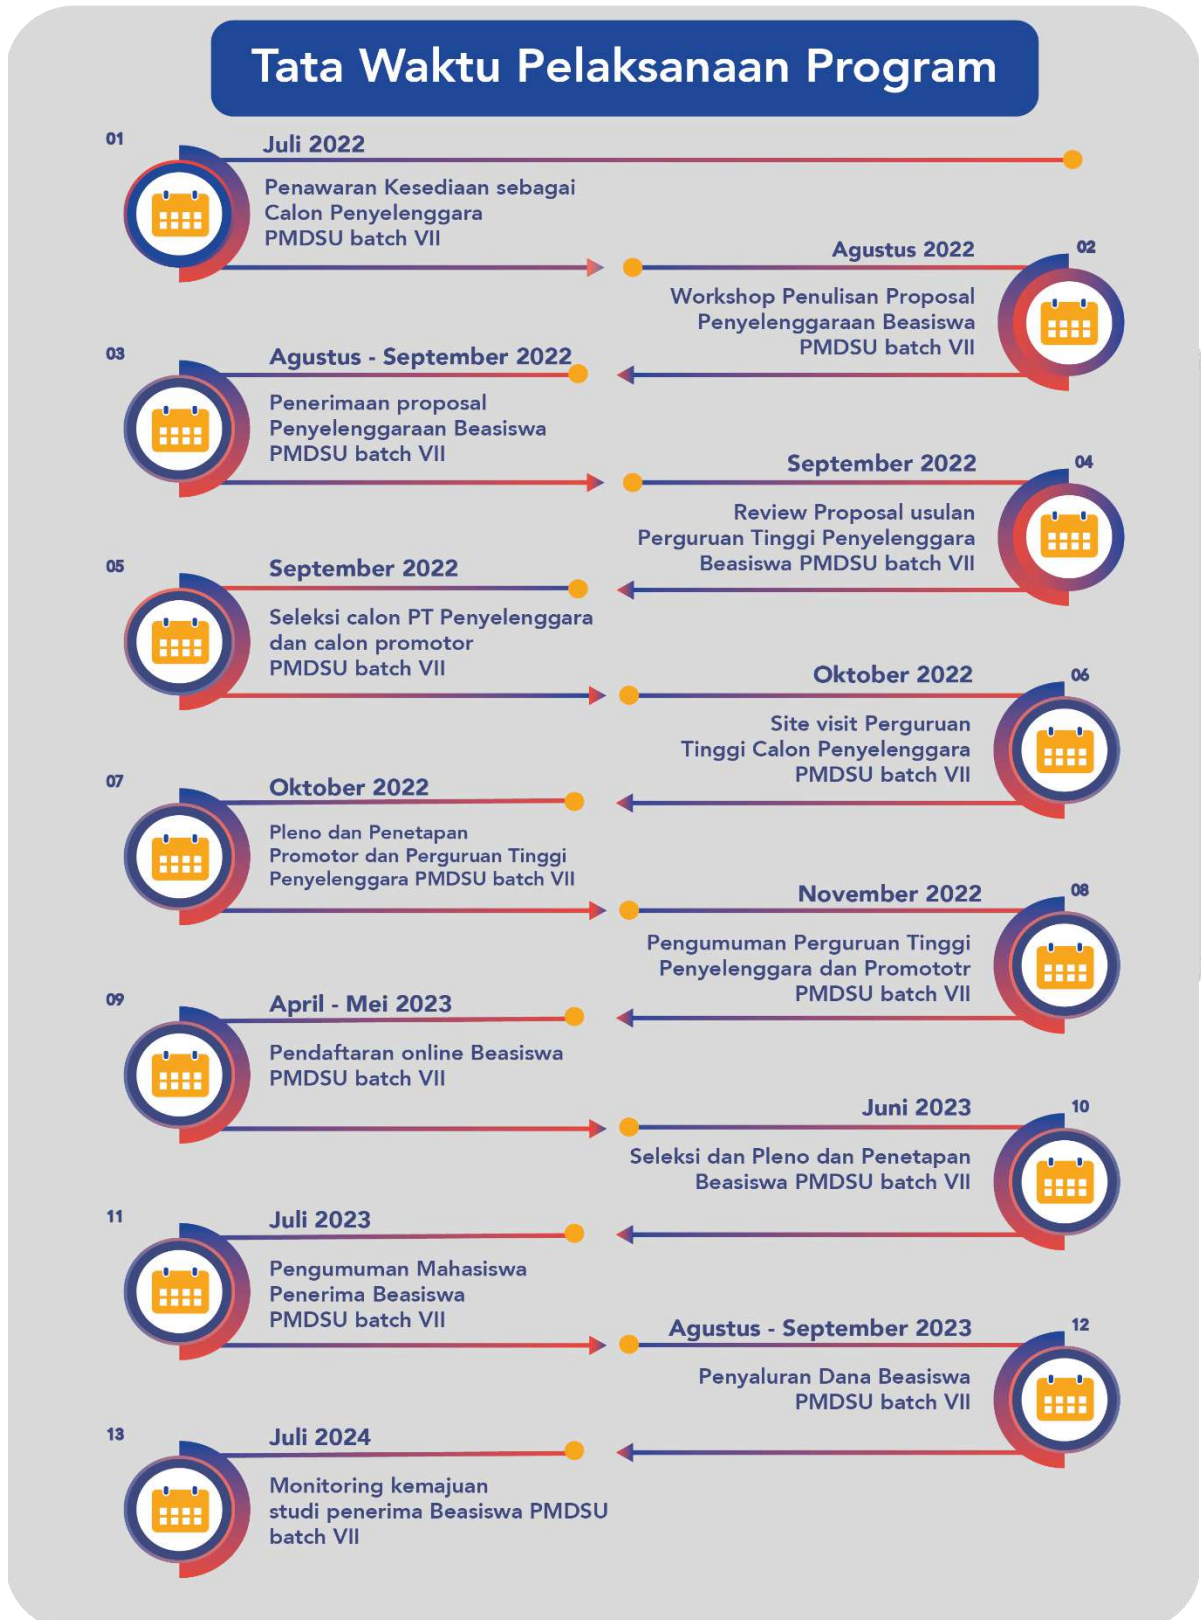 Tata Waktu Pelaksanaan Program
01
Juli 2022
Penawaran Kesediaan sebagai
Calon Penyelenggara
PMDSU batch VII
02
Agustus 2022
Workshop Penulisan Proposal
Penyelenggaraan Beasiswa
PMDSU batch VII
03
Agustus - September 2022
Penerimaan proposal
Penyelenggaraan Beasiswa
PMDSU batch VII
04
September 2022
Review Proposal usulan
Perguruan Tinggi Penyelenggara
Beasiswa PMDSU batch VII
05
September 2022
Seleksi calon PT Penyelenggara
dan calon promotor
PMDSU batch VII
06
Oktober 2022
Site visit Perguruan
Tinggi Calon Penyelenggara
PMDSU batch VII
07
Oktober 2022
Pleno dan Penetapan
Promotor dan Perguruan Tinggi
Penyelenggara PMDSU batch VII
08
November 2022
Pengumuman Perguruan Tinggi
Penyelenggara dan Promototr
PMDSU batch VII
09
April - Mei 2023
Pendaftaran online Beasiswa
PMDSU batch VII
10
Juni 2023
Seleksi dan Pleno dan Penetapan
Beasiswa PMDSU batch VII
11
Juli 2023
Pengumuman Mahasiswa
Penerima Beasiswa
PMDSU batch VII
12
Agustus - September 2023
Penyaluran Dana Beasiswa
PMDSU batch VII
13
Juli 2024
Monitoring kemajuan
studi penerima Beasiswa PMDSU
batch VII